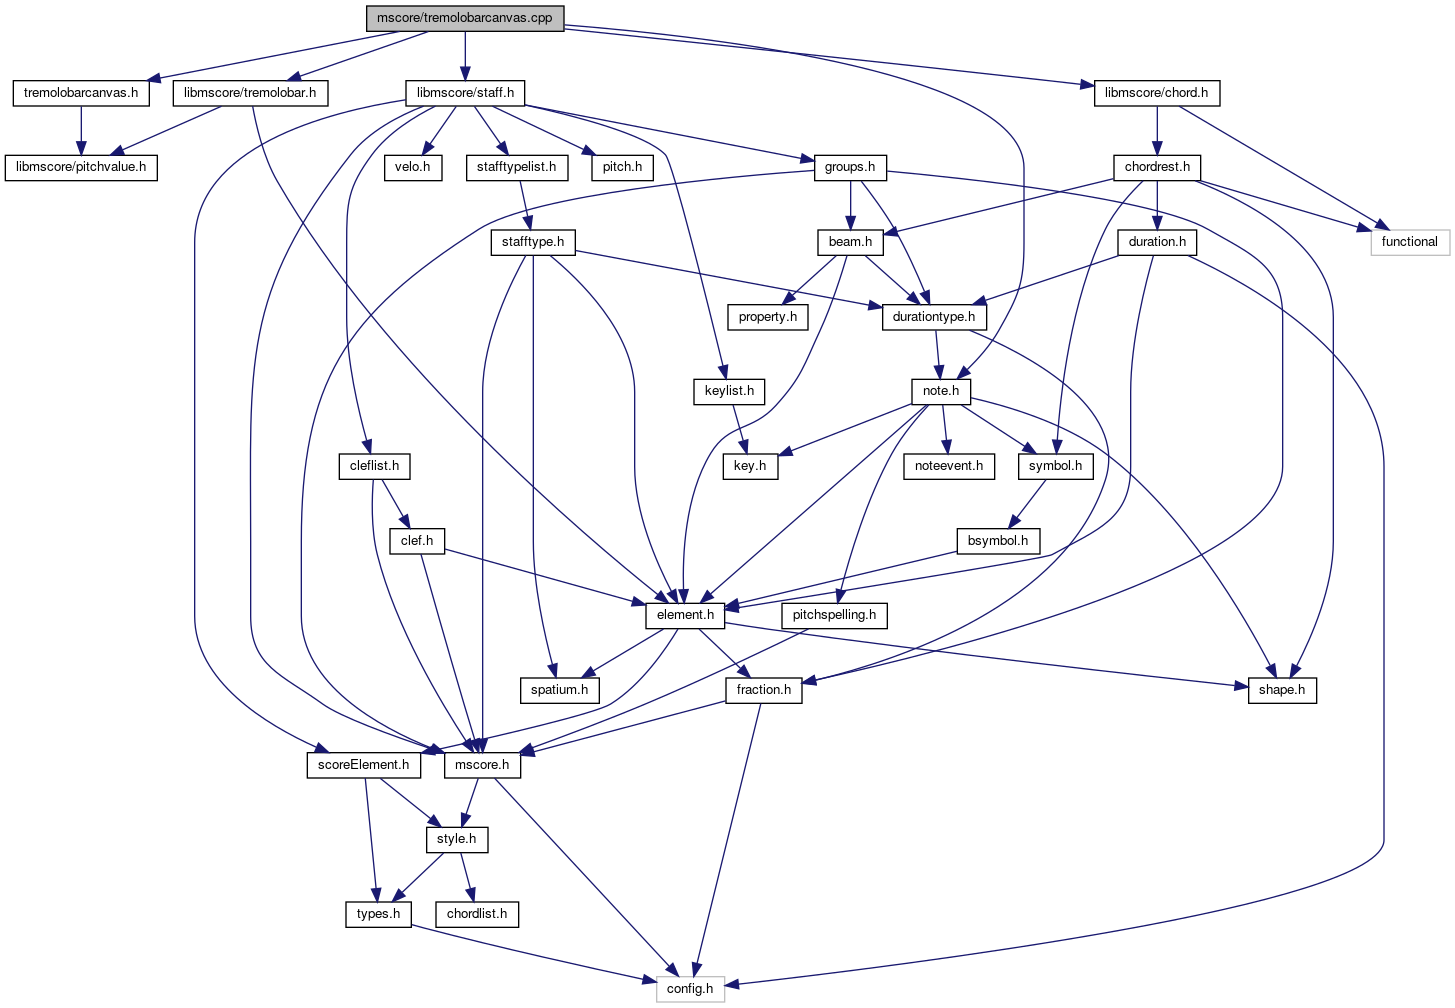 mscore/tremolobarcanvas.cpp
tremolobarcanvas.h
libmscore/tremolobar.h
libmscore/staff.h
libmscore/chord.h
libmscore/pitchvalue.h
velo.h
stafftypelist.h
pitch.h
groups.h
chordrest.h
stafftype.h
beam.h
duration.h
functional
property.h
durationtype.h
keylist.h
note.h
cleflist.h
key.h
noteevent.h
symbol.h
clef.h
bsymbol.h
element.h
pitchspelling.h
spatium.h
fraction.h
shape.h
scoreElement.h
mscore.h
style.h
types.h
chordlist.h
config.h